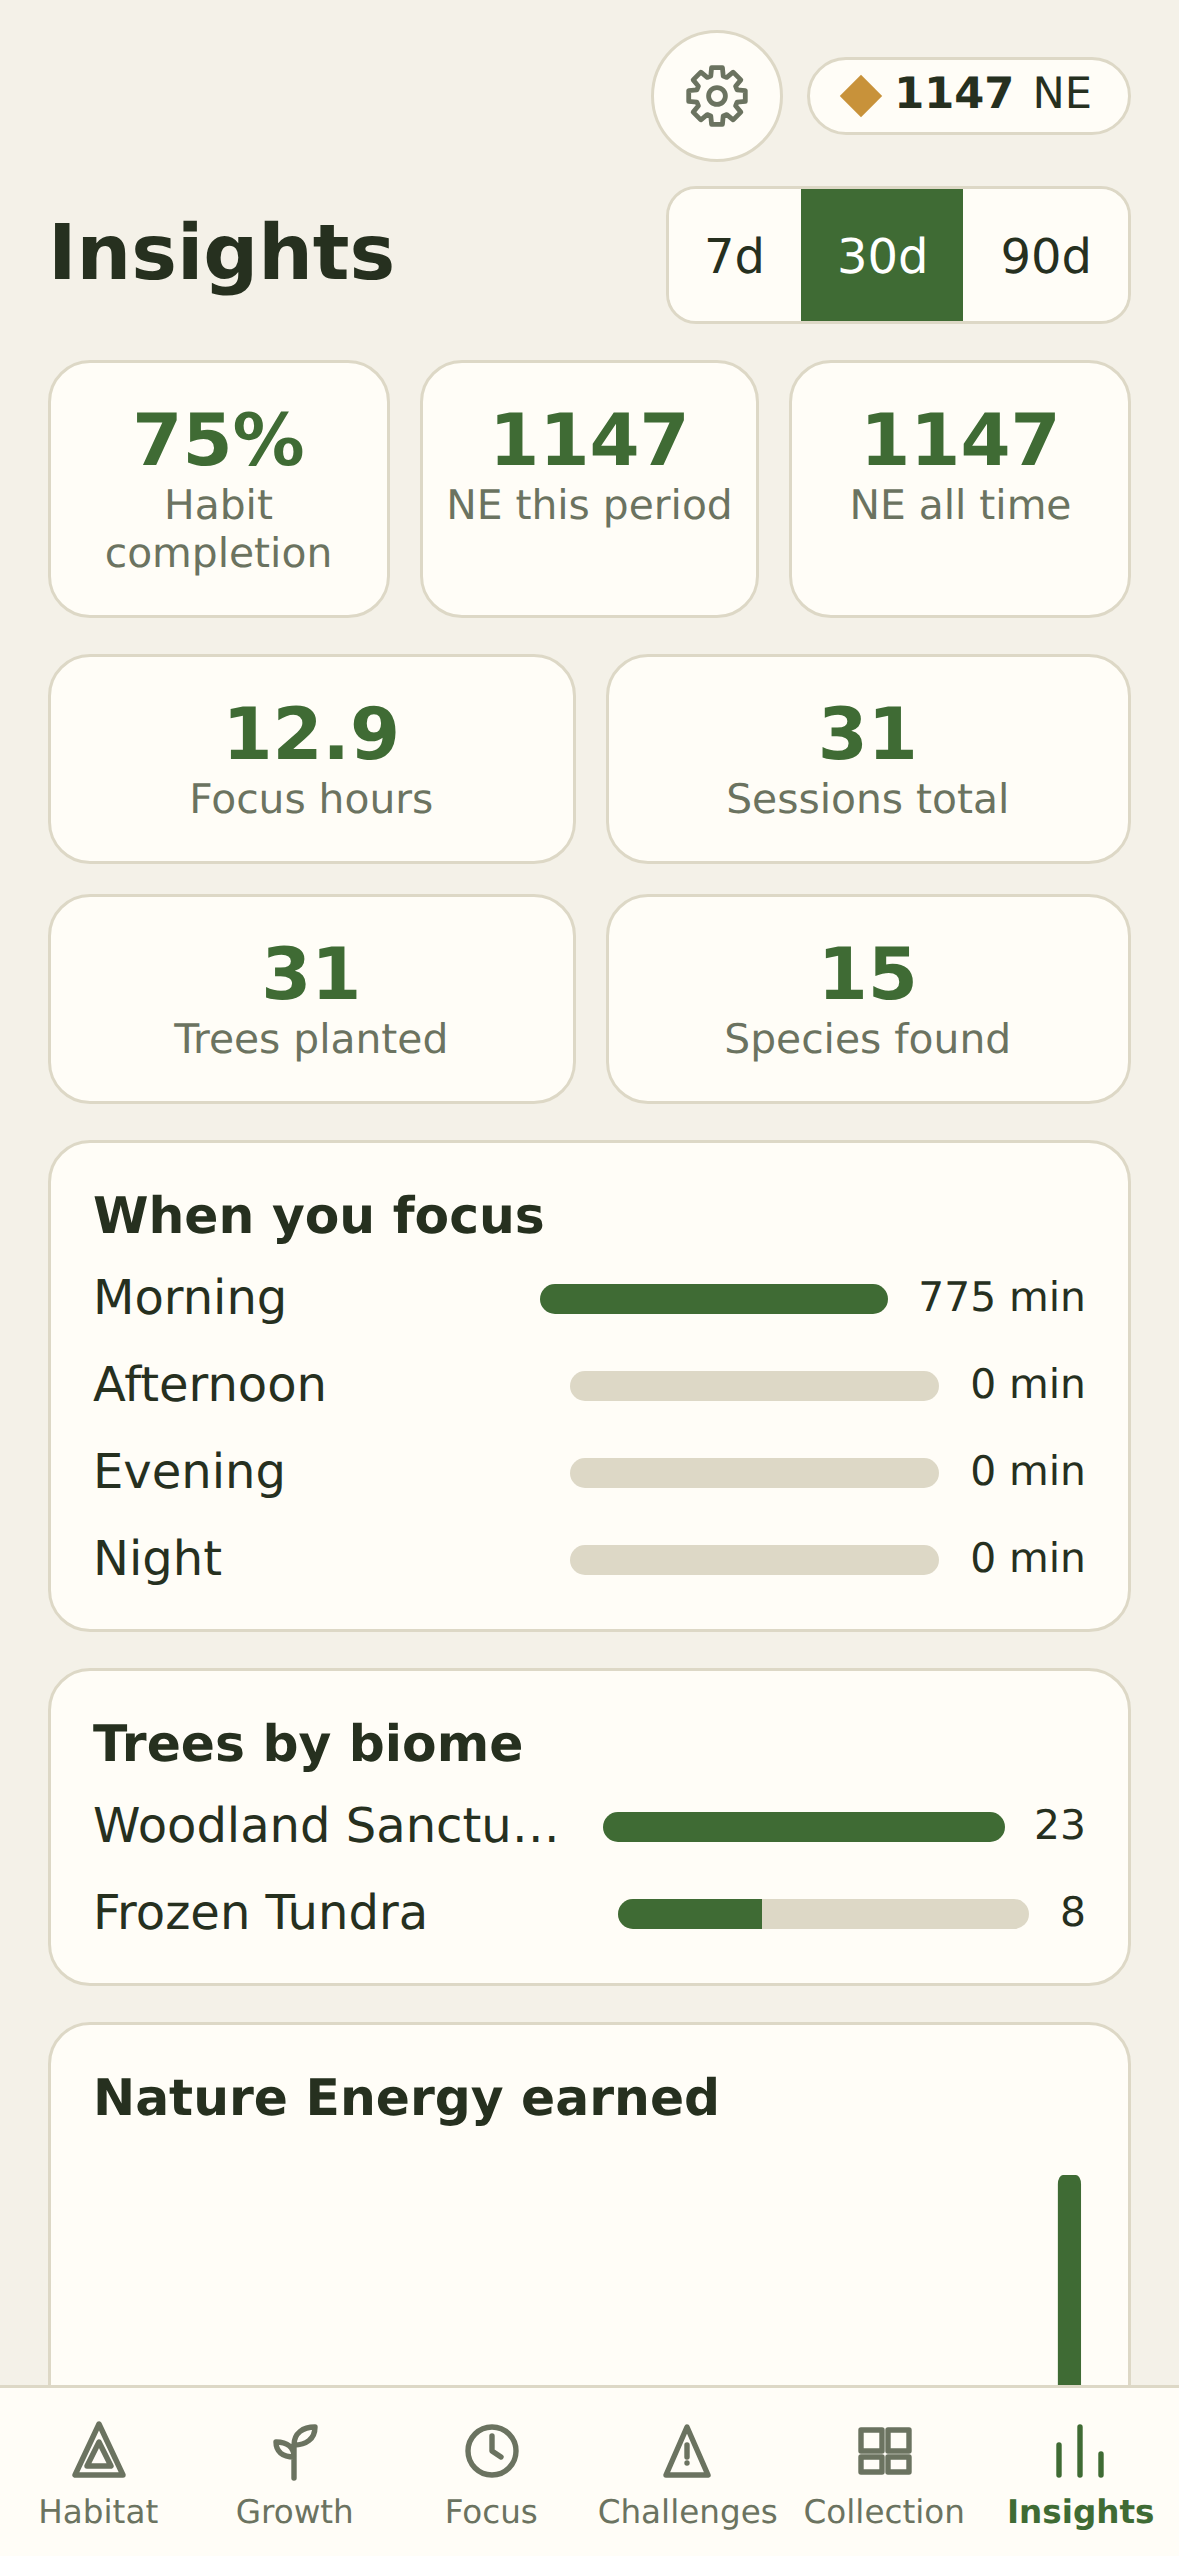 1147 NE
Insights
7d 30d 90d
75%
Habit
completion
1147
NE this period
1147
NE all time
12.9
Focus hours
31
Sessions total
31
Trees planted
15
Species found
When you focus
Morning 775 min
Afternoon 0 min
Evening 0 min
Night 0 min
Trees by biome
Woodland Sanctu... 23
Frozen Tundra 8
Nature Energy earned
Habitat Growth Focus Challenges Collection Insights